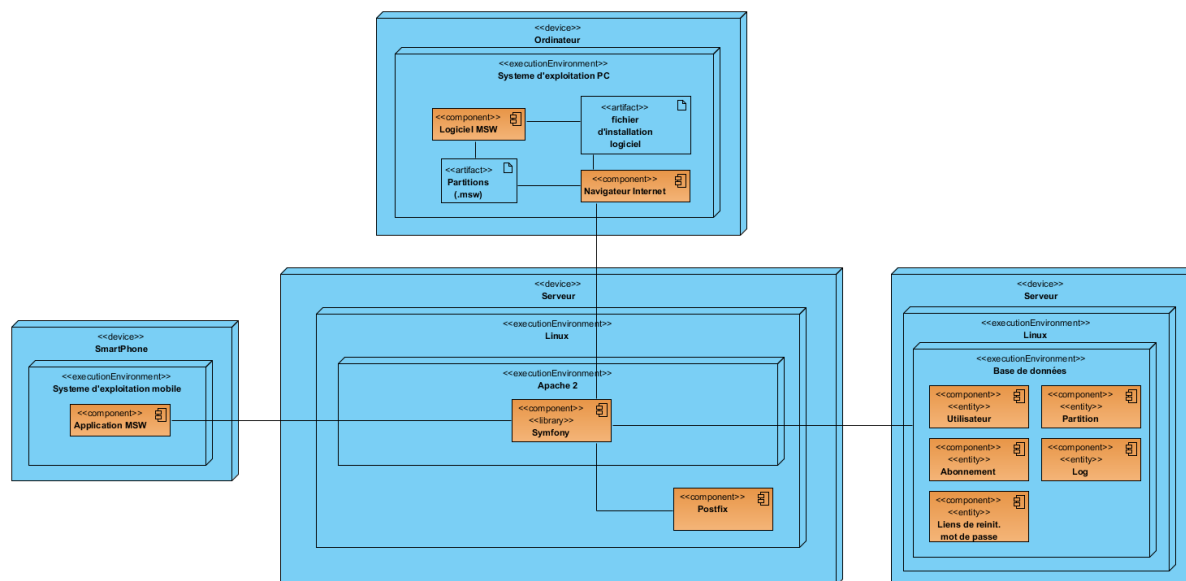 <<device>>
Ordinateur
<<executionEnvironment>>
Systeme d'exploitation PC
<<component>>
Logiciel MSW
<<artifact>>
fichier
d'installation
logiciel
<<artifact>>
Partitions
(.msw)
<<component>>
Navigateur Internet
<<device>>
SmartPhone
<<executionEnvironment>>
Systeme d'exploitation mobile
<<component>>
Application MSW
<<device>>
Serveur
<<executionEnvironment>>
Linux
<<executionEnvironment>>
Apache 2
<<component>>
<<library>>
Symfony
<<component>>
Postfix
<<device>>
Serveur
<<executionEnvironment>>
Linux
<<executionEnvironment>>
Base de données
<<component>>
<<entity>>
Utilisateur
<<component>>
<<entity>>
Partition
<<component>>
<<entity>>
Abonnement
<<component>>
<<entity>>
Log
<<component>>
<<entity>>
Liens de reinit.
mot de passe